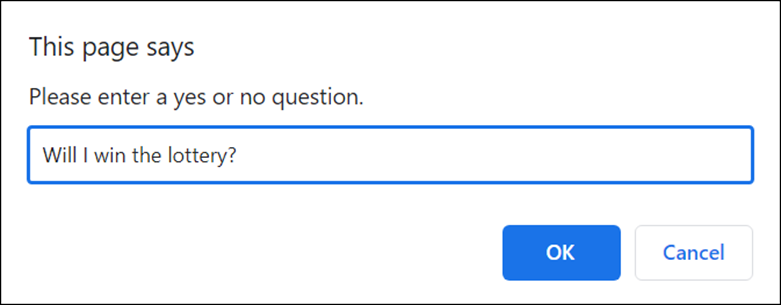 This page says
Please enter a yes or no question.
Will I win the lottery?
OK
Cancel